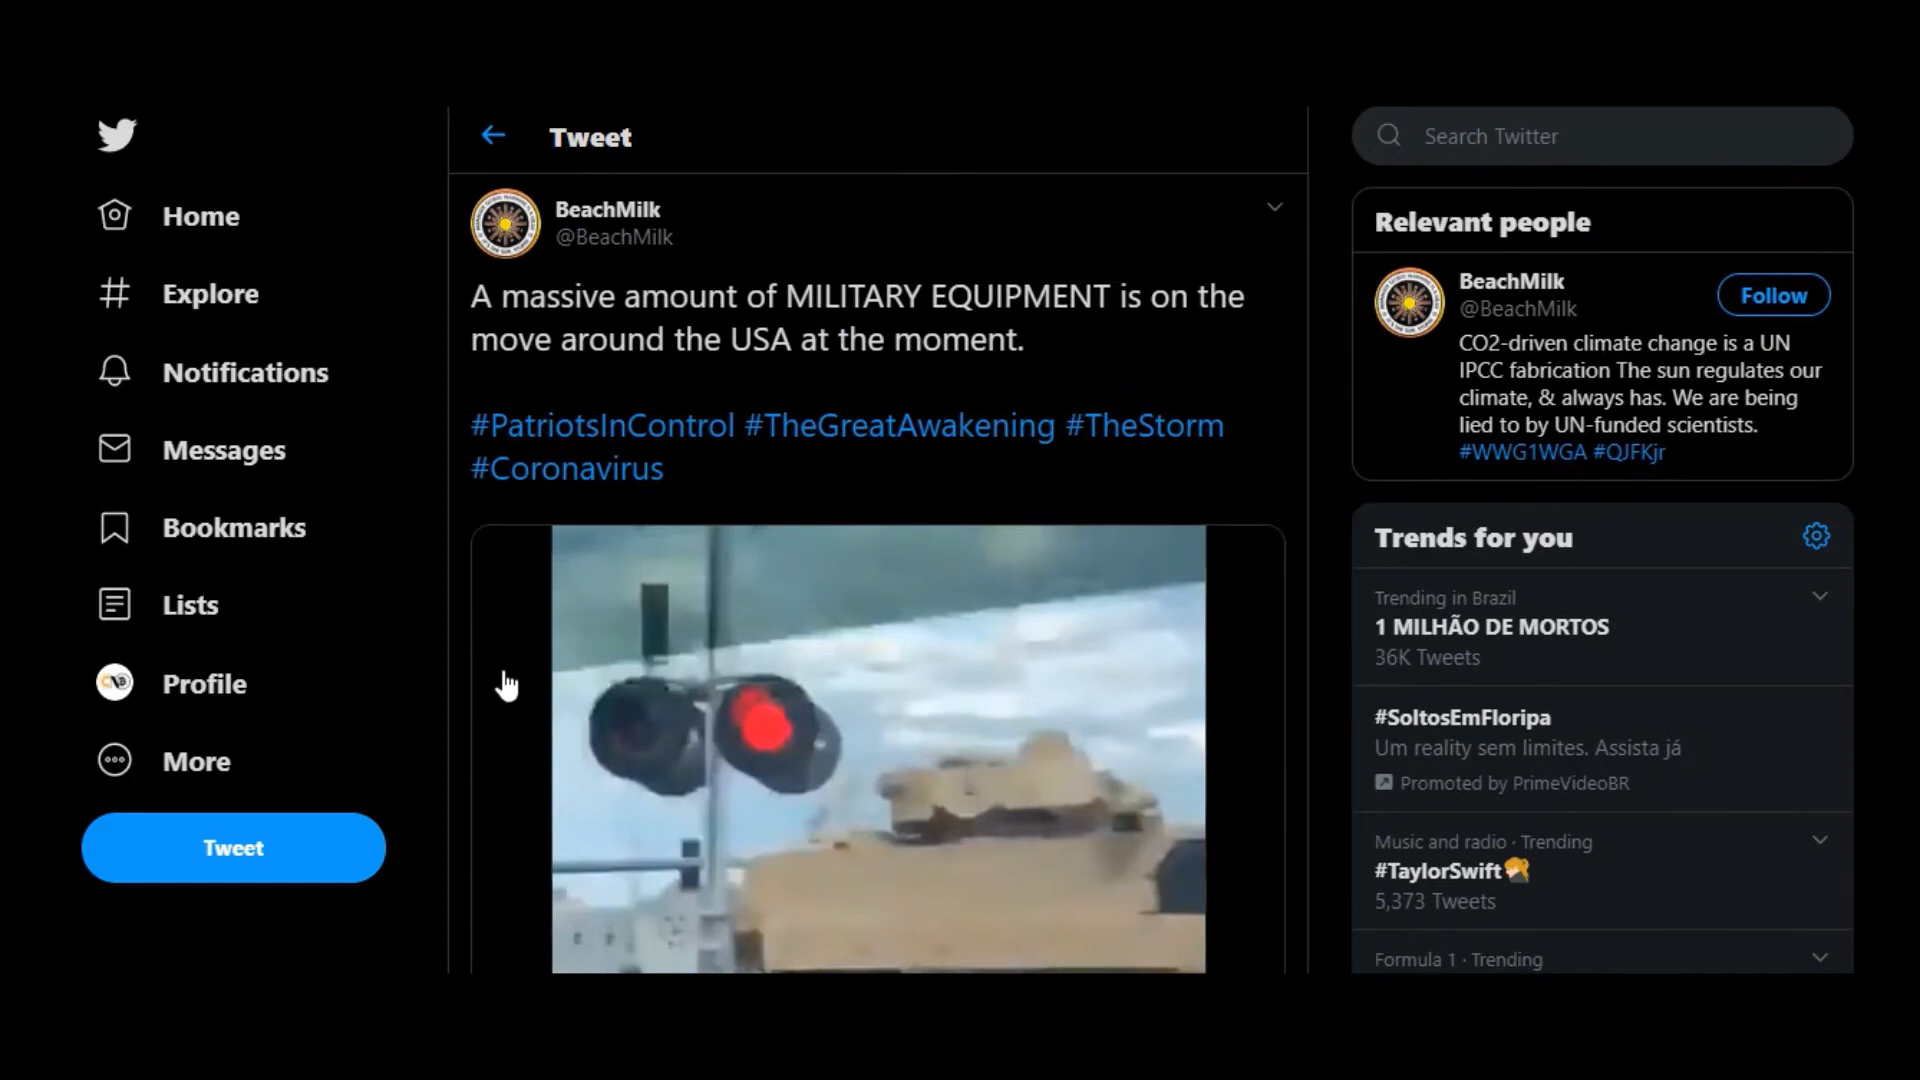 Home
Explore
Notifications
Messages
Bookmarks
Lists
Profile
More
Tweet
Tweet
BeachMilk
@BeachMilk
A massive amount of MILITARY EQUIPMENT is on the
move around the USA at the moment.
#PatriotsInControl #TheGreatAwakening #TheStorm
#Coronavirus
Search Twitter
Relevant people
BeachMilk
@BeachMilk
Follow
CO2-driven climate change is a UN
IPCC fabrication The sun regulates our
climate, & always has. We are being
lied to by UN-funded scientists.
#WWG1WGA #QJFKjr
Trends for you
Trending in Brazil
1 MILHÃO DE MORTOS
36K Tweets
#SoltosEmFloripa
Um reality sem limites. Assista já
Promoted by PrimeVideoBR
Music and radio · Trending
#TaylorSwift
5,373 Tweets
Formula 1 · Trending